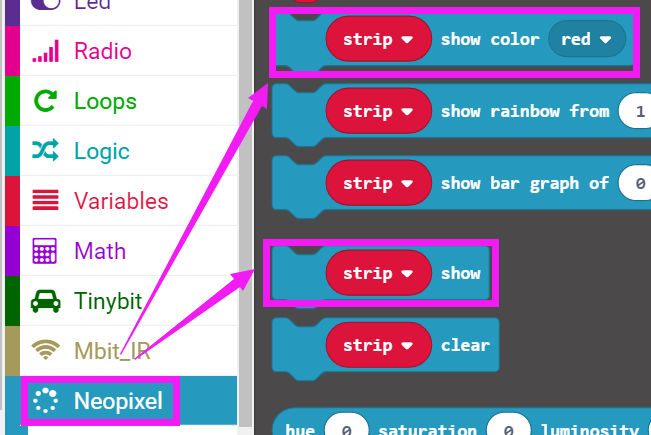 Led
Radio
Loops
Logic
Variables
Math
Tinybit
Mbit_IR
Neopixel
strip show color red
strip show rainbow from 1
strip show bar graph of 0
strip show
strip clear
hue 0 saturation 0 luminosity